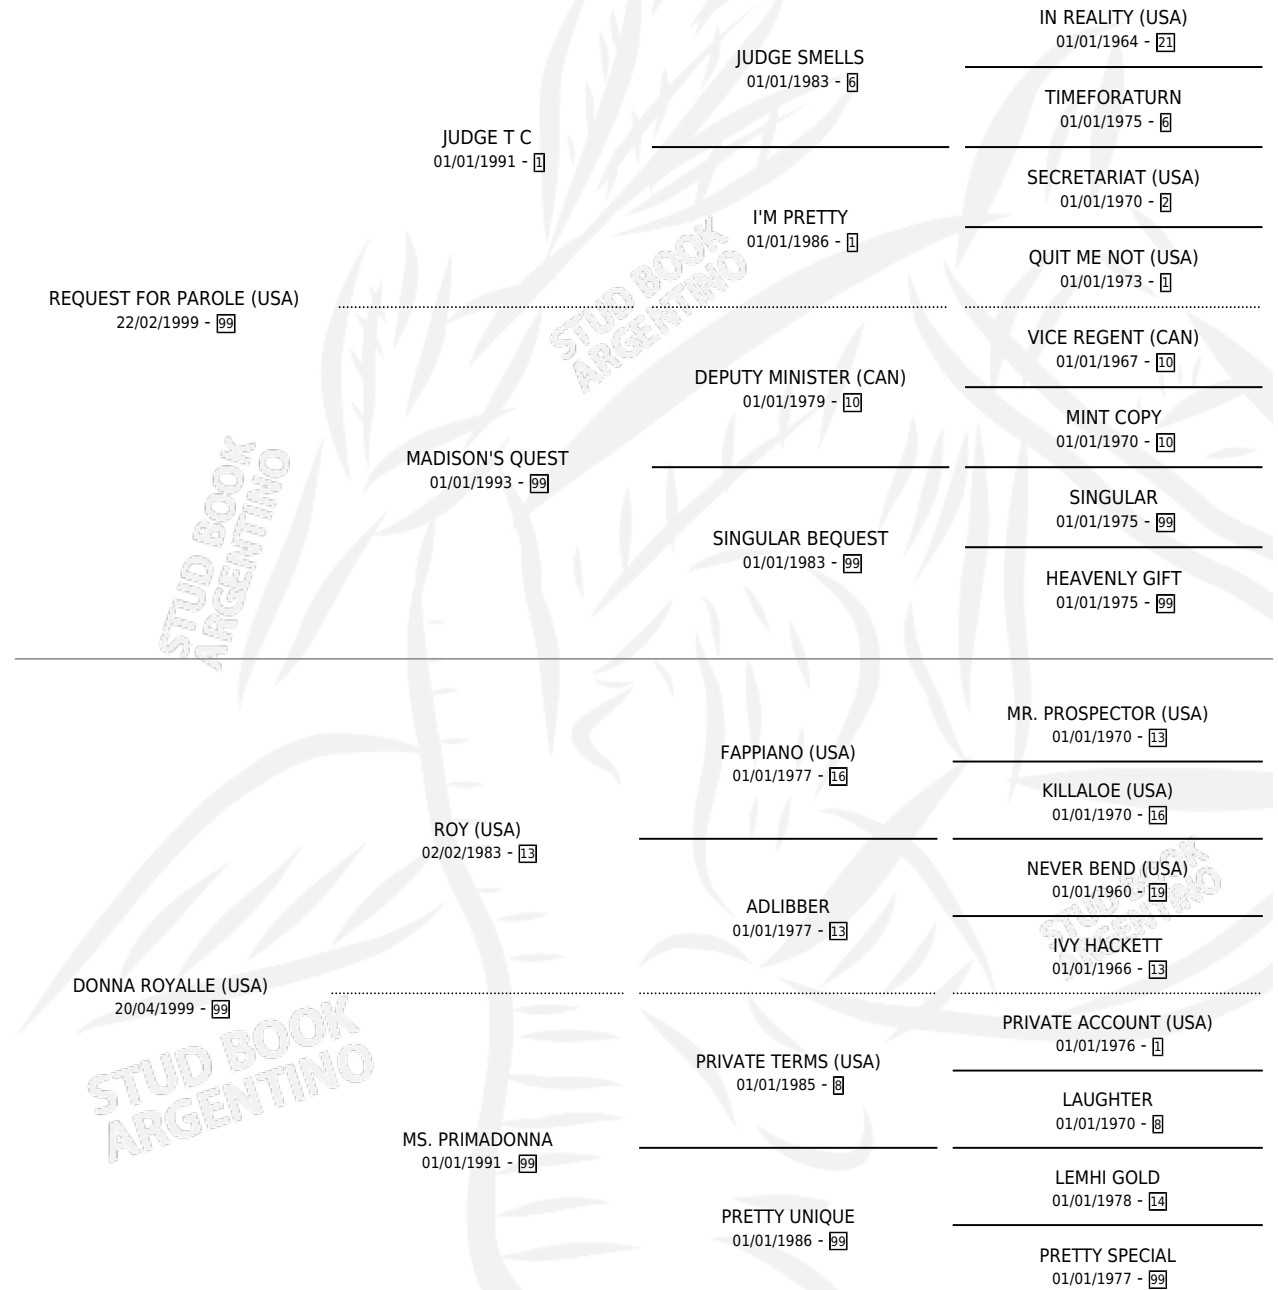 IN REALITY (USA)
01/01/1964 - 21
JUDGE SMELLS
01/01/1983 - 6
TIMEFORATURN
01/01/1975 - 6
JUDGE T C
01/01/1991 - 1
SECRETARIAT (USA)
01/01/1970 - 2
I'M PRETTY
01/01/1986 - 1
QUIT ME NOT (USA)
01/01/1973 - 1
REQUEST FOR PAROLE (USA)
22/02/1999 - 99
VICE REGENT (CAN)
01/01/1967 - 10
DEPUTY MINISTER (CAN)
01/01/1979 - 10
MINT COPY
01/01/1970 - 10
MADISON'S QUEST
01/01/1993 - 99
SINGULAR
01/01/1975 - 99
SINGULAR BEQUEST
01/01/1983 - 99
HEAVENLY GIFT
01/01/1975 - 99
STUD BOOK
ARGENTINO
STUD BOOK
ARGENTINO
MR. PROSPECTOR (USA)
01/01/1970 - 13
FAPPIANO (USA)
01/01/1977 - 16
KILLALOE (USA)
01/01/1970 - 16
ROY (USA)
02/02/1983 - 13
NEVER BEND (USA)
01/01/1960 - 19
ADLIBBER
01/01/1977 - 13
IVY HACKETT
01/01/1966 - 13
STUD BOOK
ARGENTINO
DONNA ROYALLE (USA)
20/04/1999 - 99
PRIVATE ACCOUNT (USA)
01/01/1976 - 1
PRIVATE TERMS (USA)
01/01/1985 - 8
LAUGHTER
01/01/1970 - 8
MS. PRIMADONNA
01/01/1991 - 99
LEMHI GOLD
01/01/1978 - 14
PRETTY UNIQUE
01/01/1986 - 99
PRETTY SPECIAL
01/01/1977 - 99
STUD BOOK
ARGENTINO